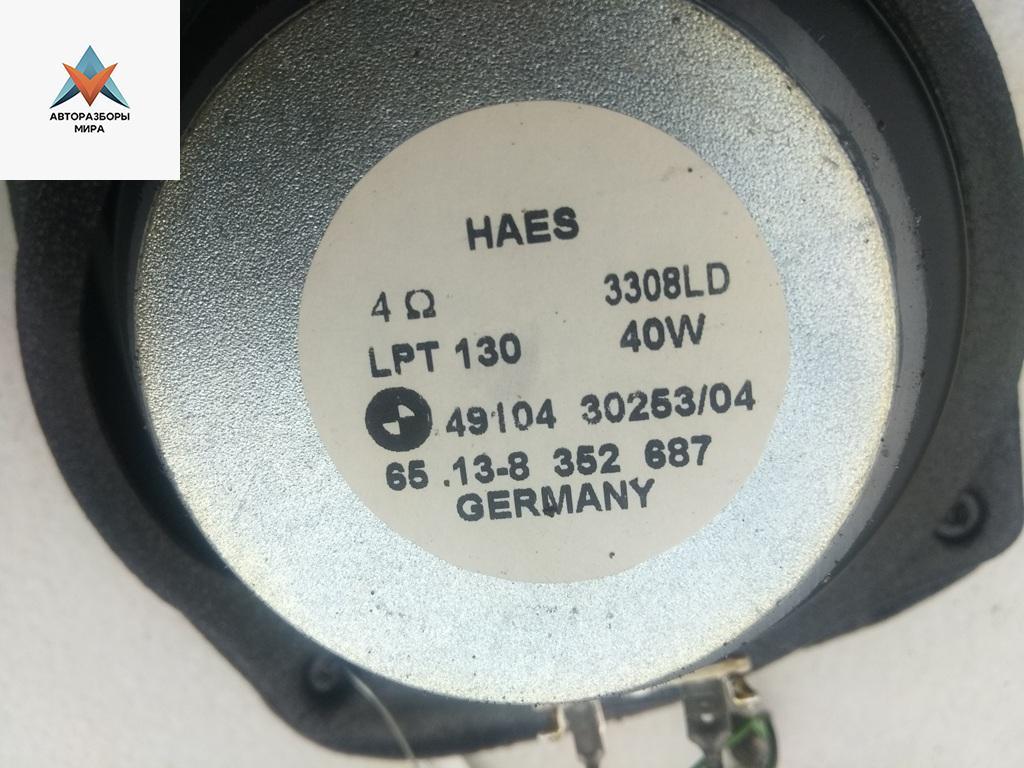 АВТОРАЗБОРЫ
МИРА
HAES
4 Ω 3308LD
LPT 130 40W
49104 30253/04
65 .13-8 352 687
GERMANY